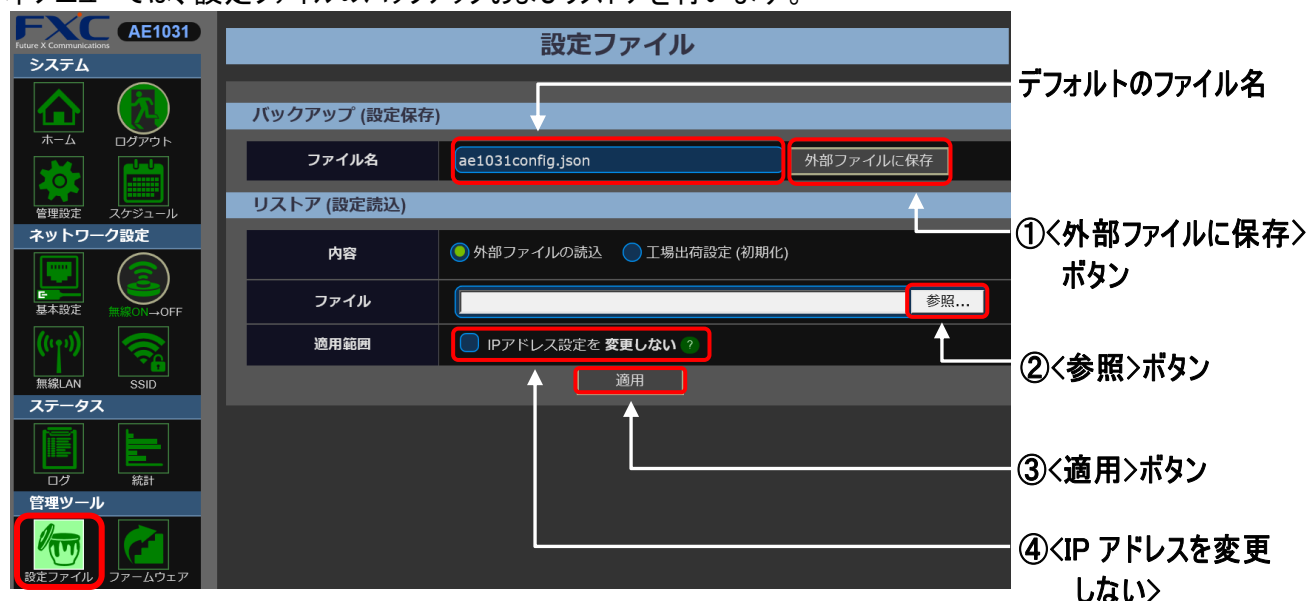 FXC AE1031
Future X Communications
システム
ホーム ログアウト
管理設定 スケジュール
ネットワーク設定
基本設定 無線ON→OFF
無線LAN SSID
ステータス
ログ 統計
管理ツール
設定ファイル ファームウェア
設定ファイル
バックアップ (設定保存)
ファイル名 ae1031config.json 外部ファイルに保存
リストア (設定読込)
内容 外部ファイルの読込 工場出荷設定 (初期化)
ファイル 参照...
適用範囲 IPアドレス設定を 変更しない ?
適用
デフォルトのファイル名
①<外部ファイルに保存>
ボタン
②<参照>ボタン
③<適用>ボタン
④<IP アドレスを変更
しない>